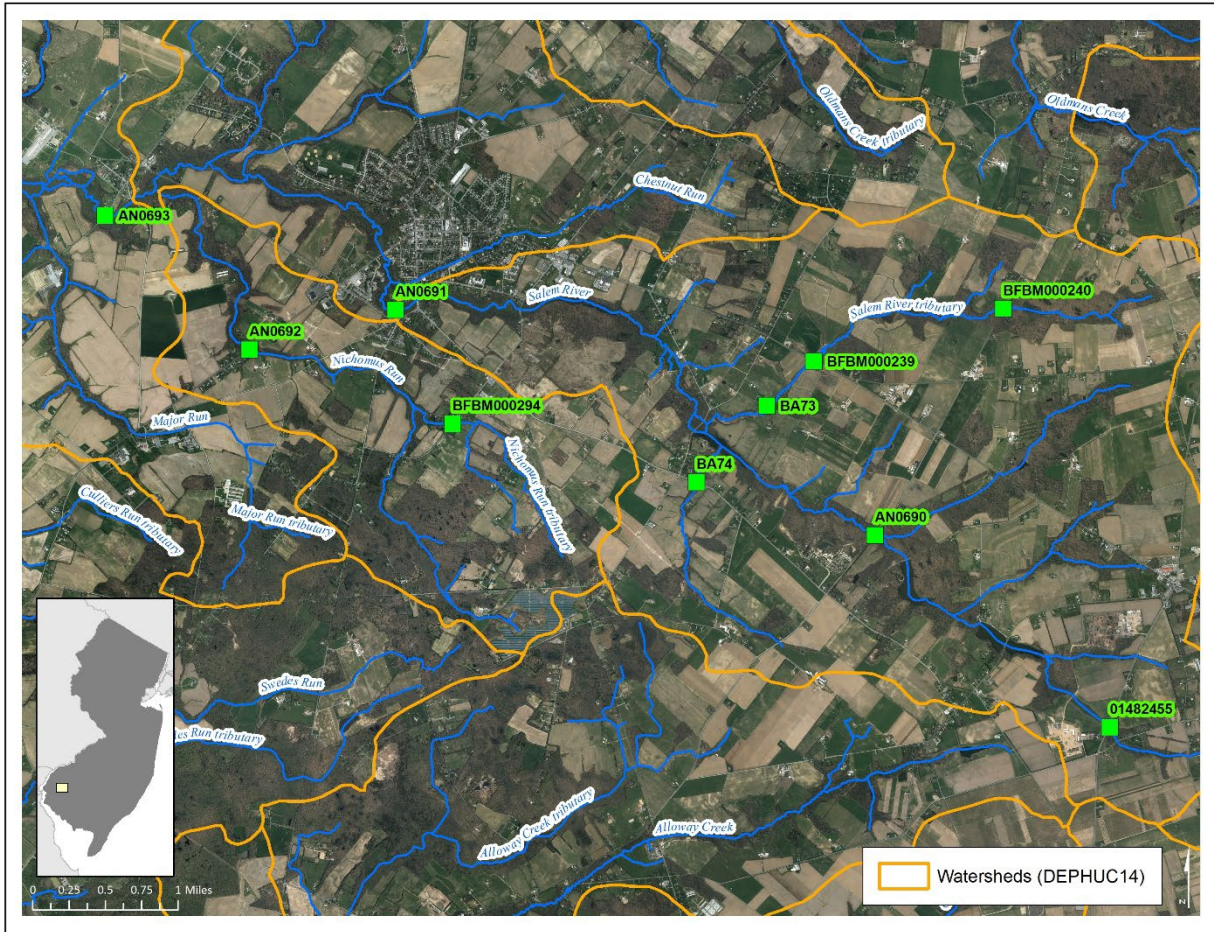 Oldmans Creek tributary
Oldmans Creek
Chestnut Run
AN0693
AN0691
Salem River
Salem River tributary
BFBM000240
AN0692
Nichomus Run
BFBM000239
BA73
BFBM000294
Major Run
Nichomus Run tributary
BA74
Culliers Run tributary
Major Run tributary
AN0690
Swedes Run
Run tributary
01482455
Alloway Creek tributary
Alloway Creek
0 0.25 0.5 0.75 1 Miles
Watersheds (DEPHUC14)
N